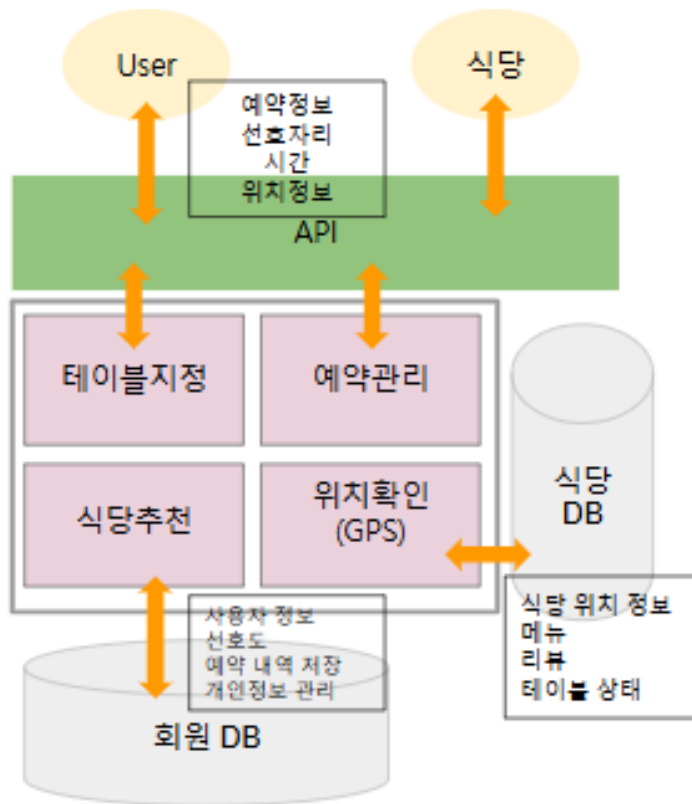 User
식당
예약정보
선호자리
시간
위치정보
API
테이블지정
예약관리
식당추천
위치확인
(GPS)
식당
DB
식당 위치 정보
메뉴
리뷰
테이블 상태
사용자 정보
선호도
예약 내역 저장
개인정보 관리
회원 DB